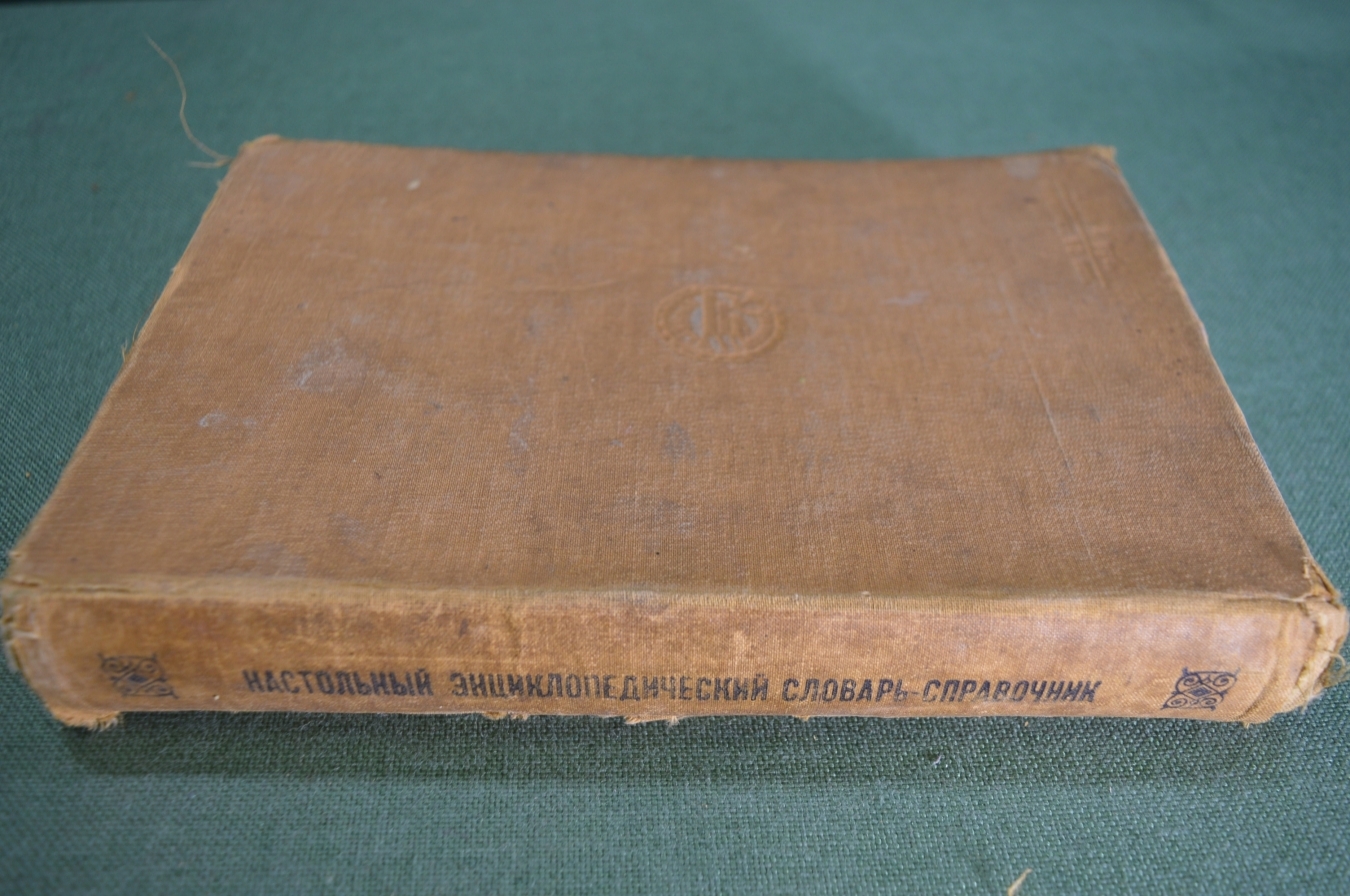 НАСТОЛЬНЫЙ ЭНЦИКЛОПЕДИЧЕСКИЙ СЛОВАРЬ-СПРАВОЧНИК